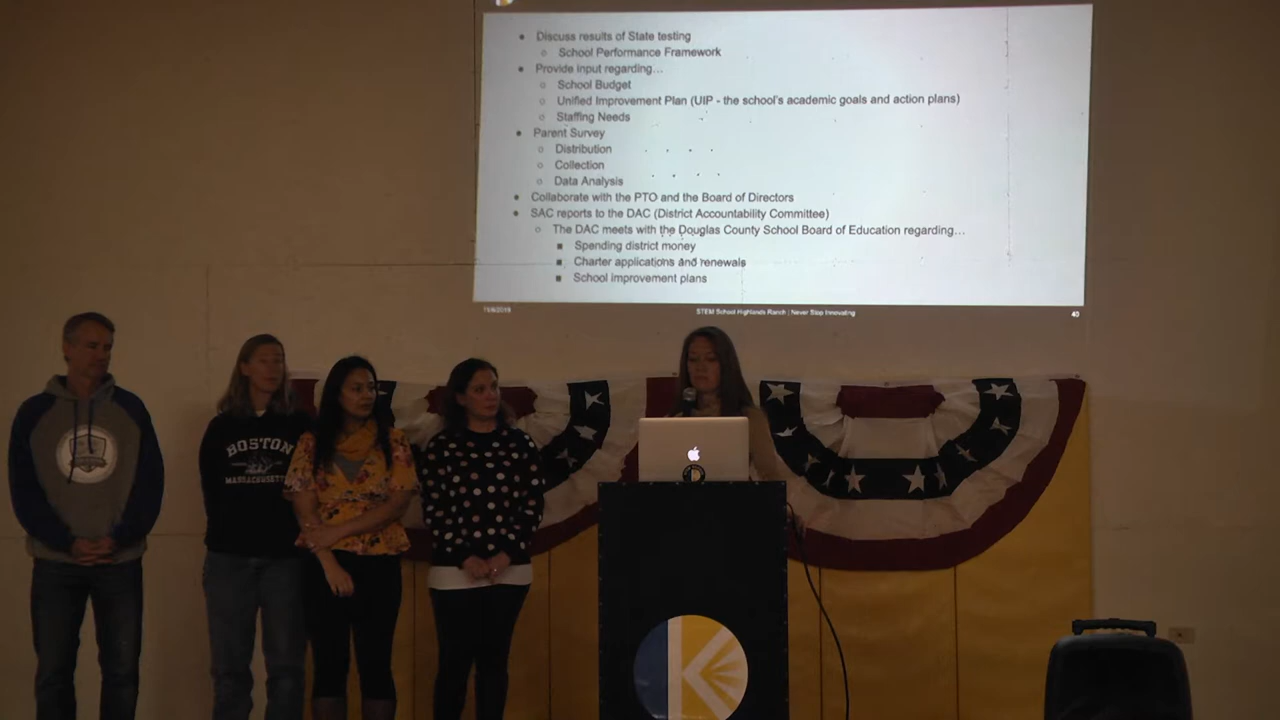 Discuss results of State testing
School Performance Framework
Provide input regarding…
School Budget
Unified Improvement Plan (UIP - the school's academic goals and action plans)
Staffing Needs
Parent Survey
Distribution
Collection
Data Analysis
Collaborate with the PTO and the Board of Directors
SAC reports to the DAC (District Accountability Committee)
The DAC meets with the Douglas County School Board of Education regarding…
Spending district money
Charter applications and renewals
School improvement plans
STEM School Highlands Ranch | Never Stop Innovating
40
BOSTON
MASSACHUSETTS
K